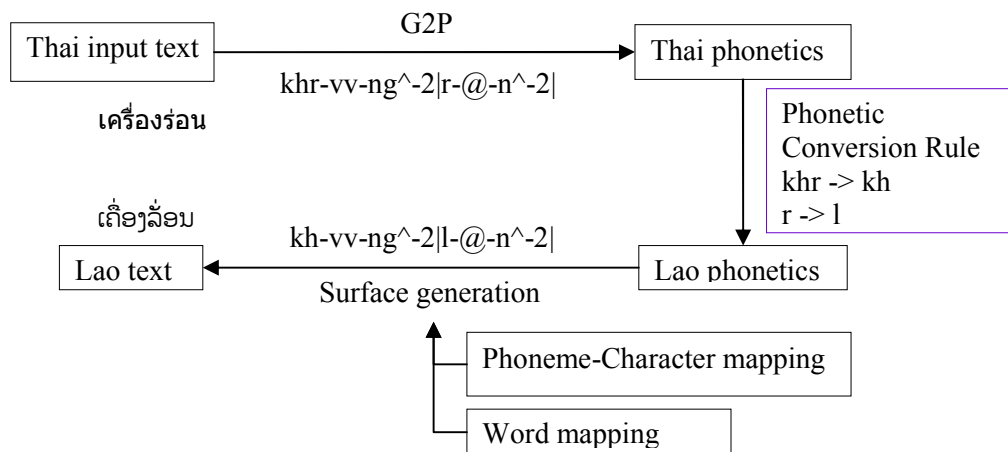 G2P
Thai input text
Thai phonetics
khr-vv-ng^-2|r-@-n^-2|
เครื่องร่อน
Phonetic
Conversion Rule
khr -> kh
r -> l
ເຄື່ອງລ່ອນ
kh-vv-ng^-2|l-@-n^-2|
Lao text
Lao phonetics
Surface generation
Phoneme-Character mapping
Word mapping